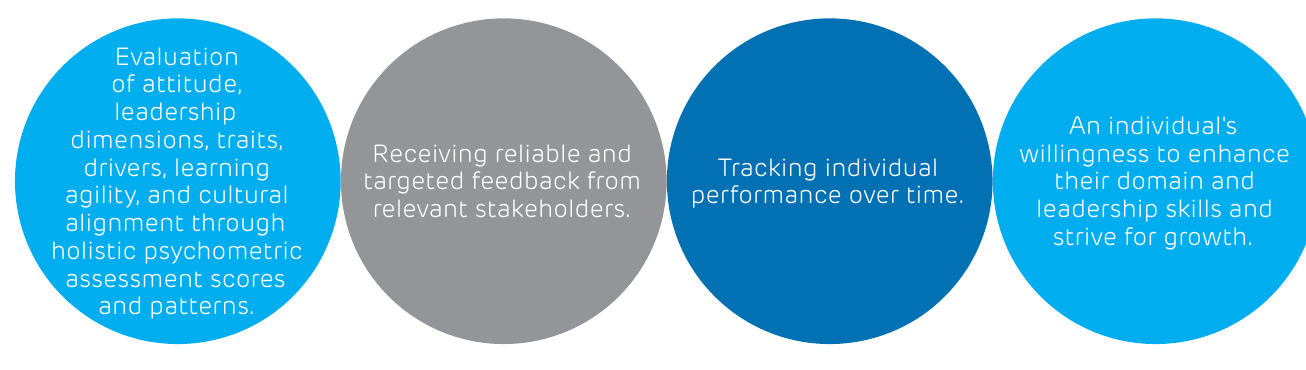 Evaluation
of attitude,
leadership
dimensions, traits,
drivers, learning
agility, and cultural
alignment through
holistic psychometric
assessment scores
and patterns.
Receiving reliable and
targeted feedback from
relevant stakeholders.
Tracking individual
performance over time.
An individual's
willingness to enhance
their domain and
leadership skills and
strive for growth.